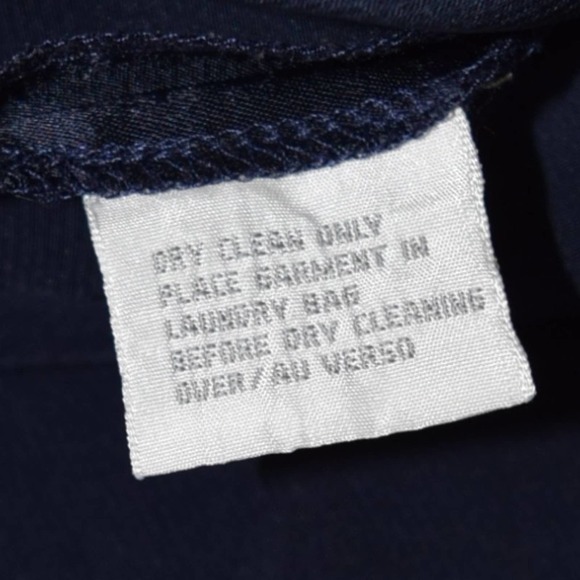 DRY CLEAN ONLY
PLACE GARMENT IN
LAUNDRY BAG
BEFORE DRY CLEANING
OVER/AU VERSO